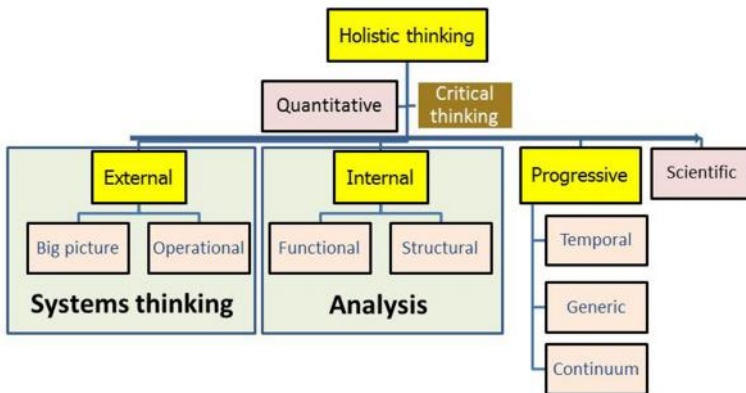 Holistic thinking
Quantitative
Critical
thinking
External
Internal
Progressive
Scientific
Big picture
Operational
Functional
Structural
Temporal
Systems thinking
Analysis
Generic
Continuum